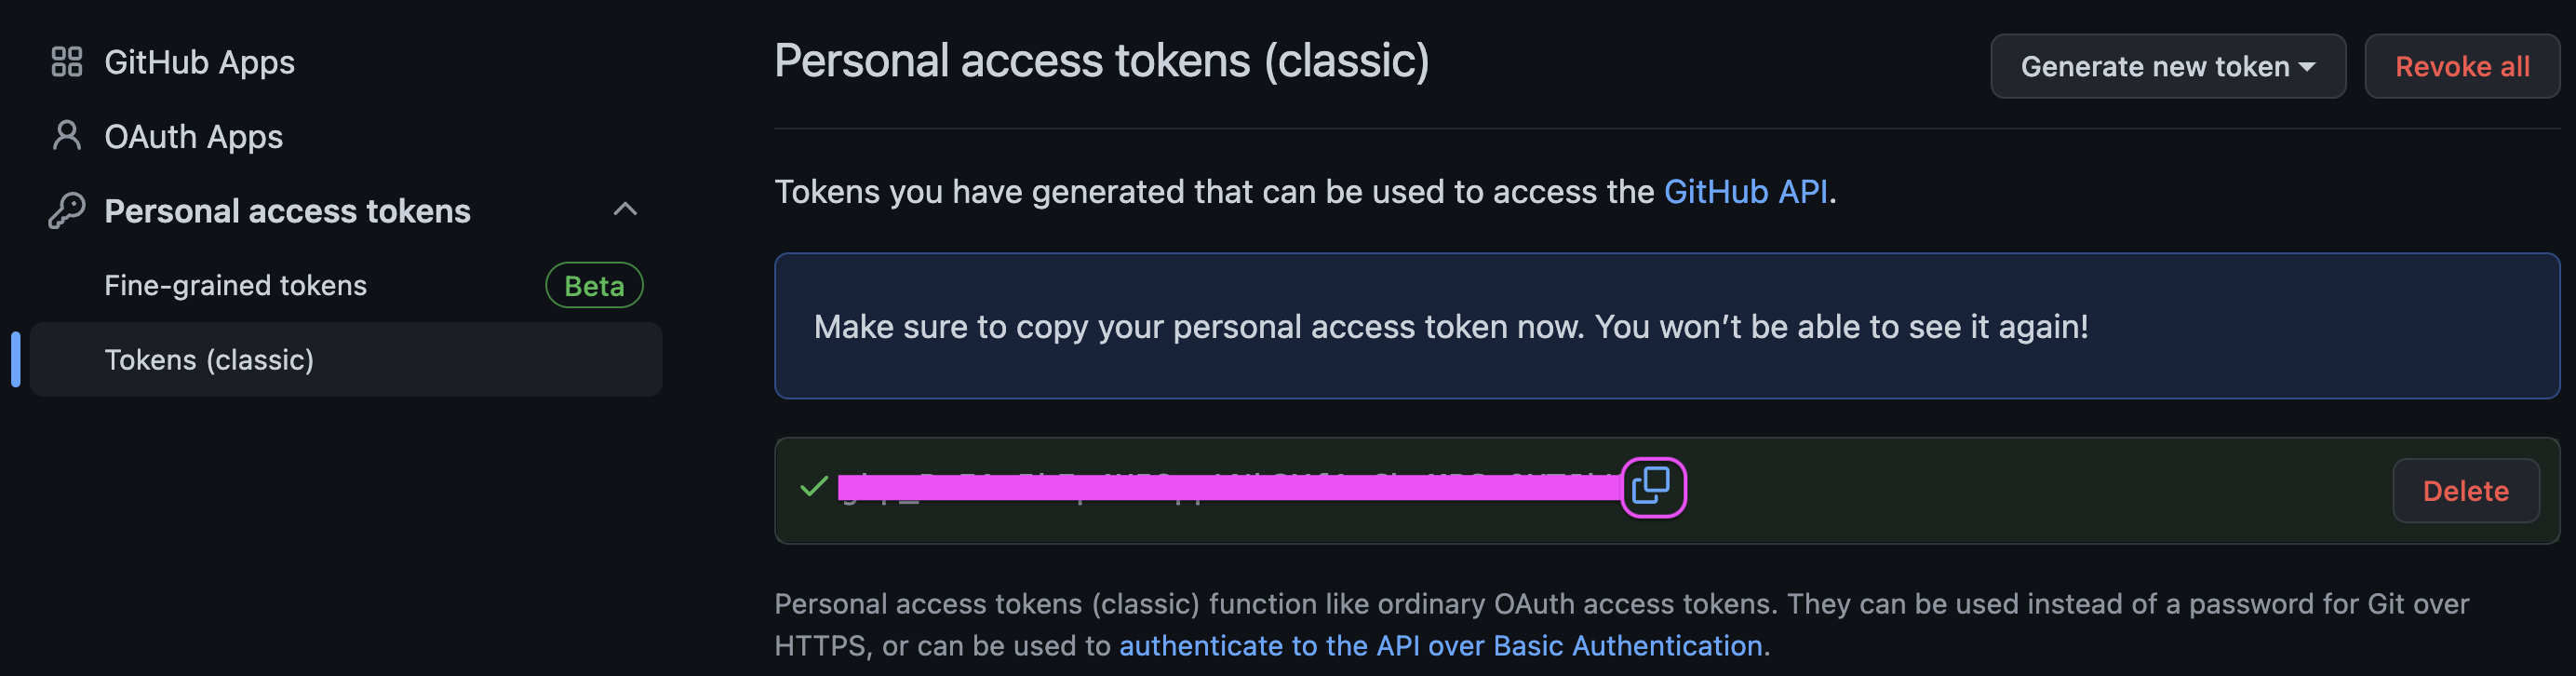 GitHub Apps
OAuth Apps
Personal access tokens
Fine-grained tokens
Beta
Tokens (classic)
Personal access tokens (classic)
Generate new token
Revoke all
Tokens you have generated that can be used to access the GitHub API.
Make sure to copy your personal access token now. You won’t be able to see it again!
Delete
Personal access tokens (classic) function like ordinary OAuth access tokens. They can be used instead of a password for Git over
HTTPS, or can be used to authenticate to the API over Basic Authentication.